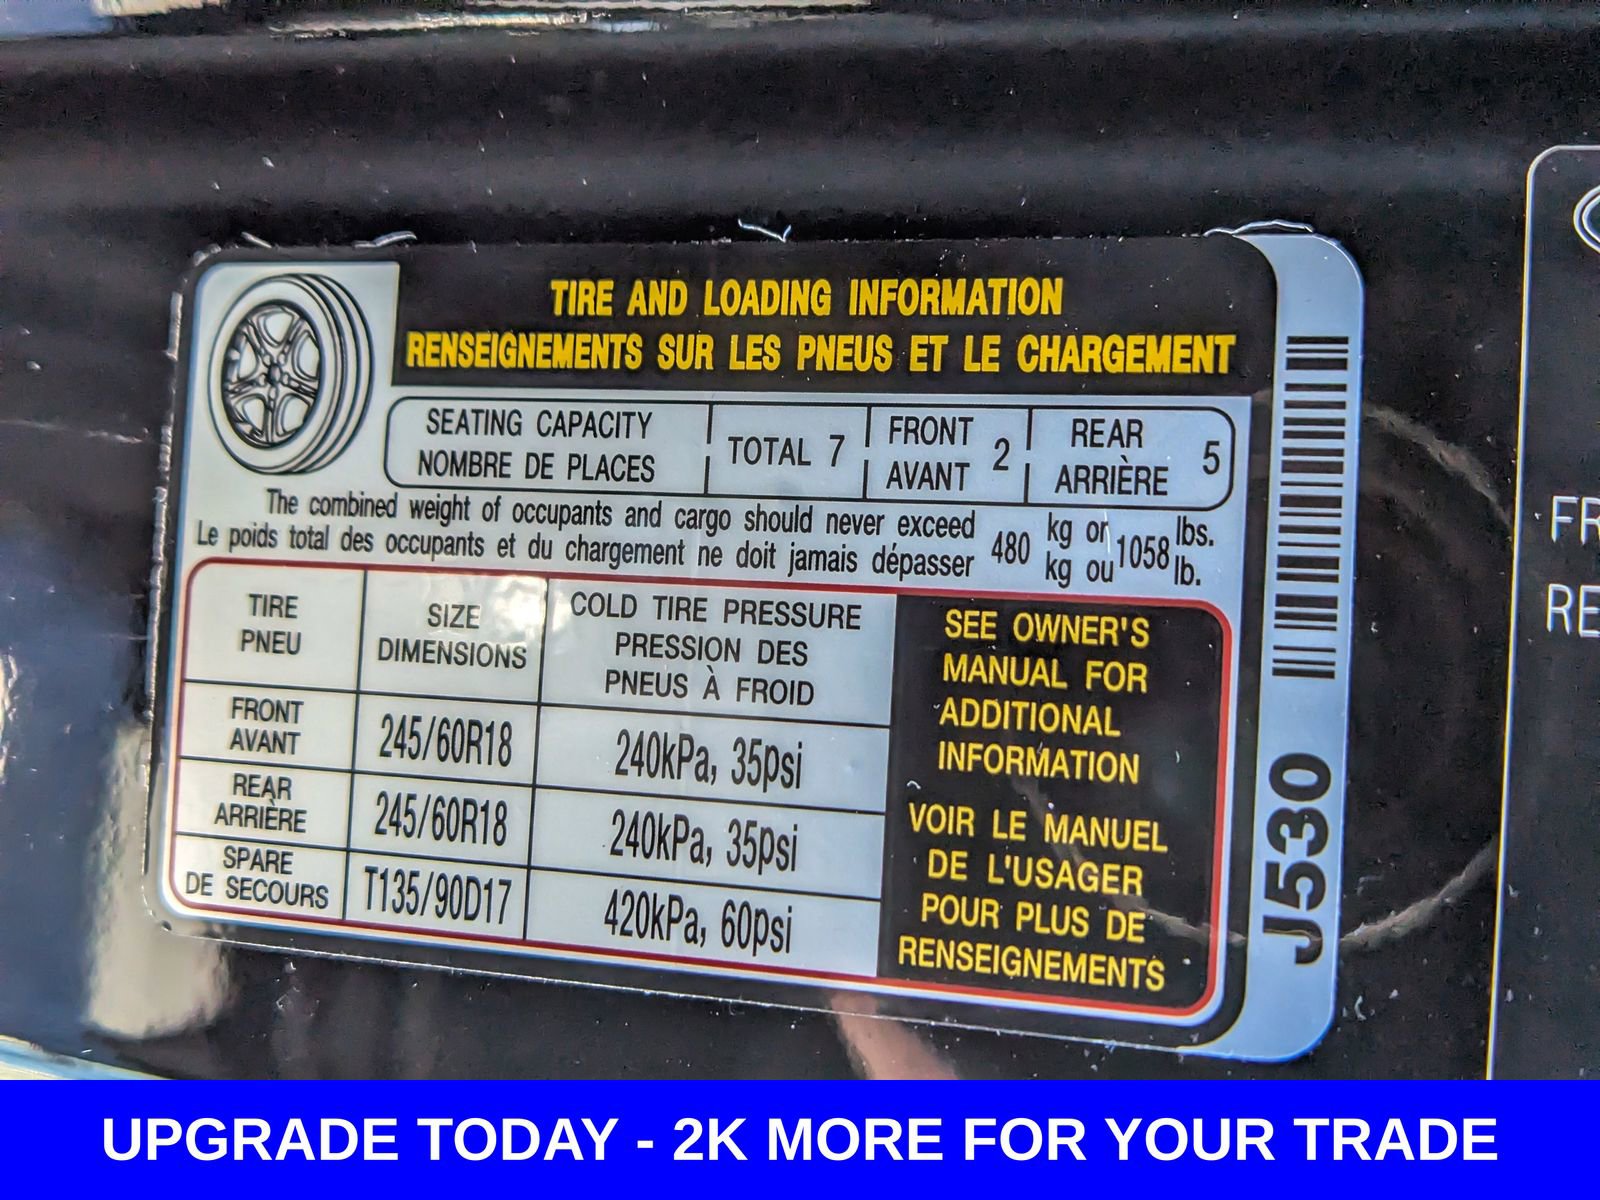 TIRE AND LOADING INFORMATION
RENSEIGNEMENTS SUR LES PNEUS ET LE CHARGEMENT
SEATING CAPACITY
NOMBRE DE PLACES
TOTAL 7
FRONT
AVANT
2
REAR
ARRIÈRE
5
The combined weight of occupants and cargo should never exceed
Le poids total des occupants et du chargement ne doit jamais dépasser
480
kg or
kg ou
1058
lbs.
lb.
TIRE
PNEU
SIZE
DIMENSIONS
COLD TIRE PRESSURE
PRESSION DES
PNEUS À FROID
FRONT
AVANT
245/60R18
240kPa, 35psi
REAR
ARRIÈRE
245/60R18
240kPa, 35psi
SPARE
DE SECOURS
T135/90D17
420kPa, 60psi
SEE OWNER'S
MANUAL FOR
ADDITIONAL
INFORMATION
VOIR LE MANUEL
DE L'USAGER
POUR PLUS DE
RENSEIGNEMENTS
J530
FR
RE
UPGRADE TODAY - 2K MORE FOR YOUR TRADE